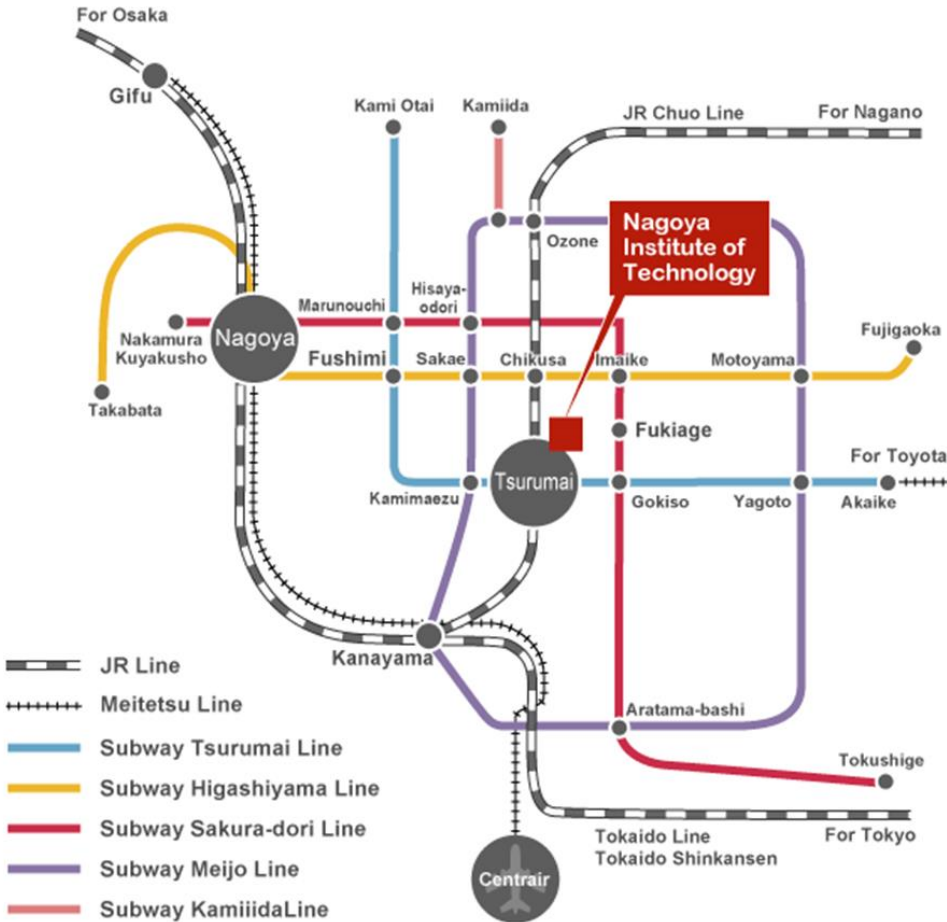 For Osaka
Gifu
Kami Otai
Kamiida
JR Chuo Line
For Nagano
Nagoya
Institute of
Technology
Ozone
Hisaya-
odori
Marunouchi
Nakamura
Kuyakusho
Nagoya
Fushimi
Sakae
Chikusa
Imaike
Motoyama
Fujigaoka
Takabata
Fukiage
For Toyota
Kamimaezu
Tsurumai
Gokiso
Yagoto
Akaike
Kanayama
Aratama-bashi
Tokushige
Tokaido Line
Tokaido Shinkansen
For Tokyo
Centrair
JR Line
Meitetsu Line
Subway Tsurumai Line
Subway Higashiyama Line
Subway Sakura-dori Line
Subway Meijo Line
Subway KamiiidaLine